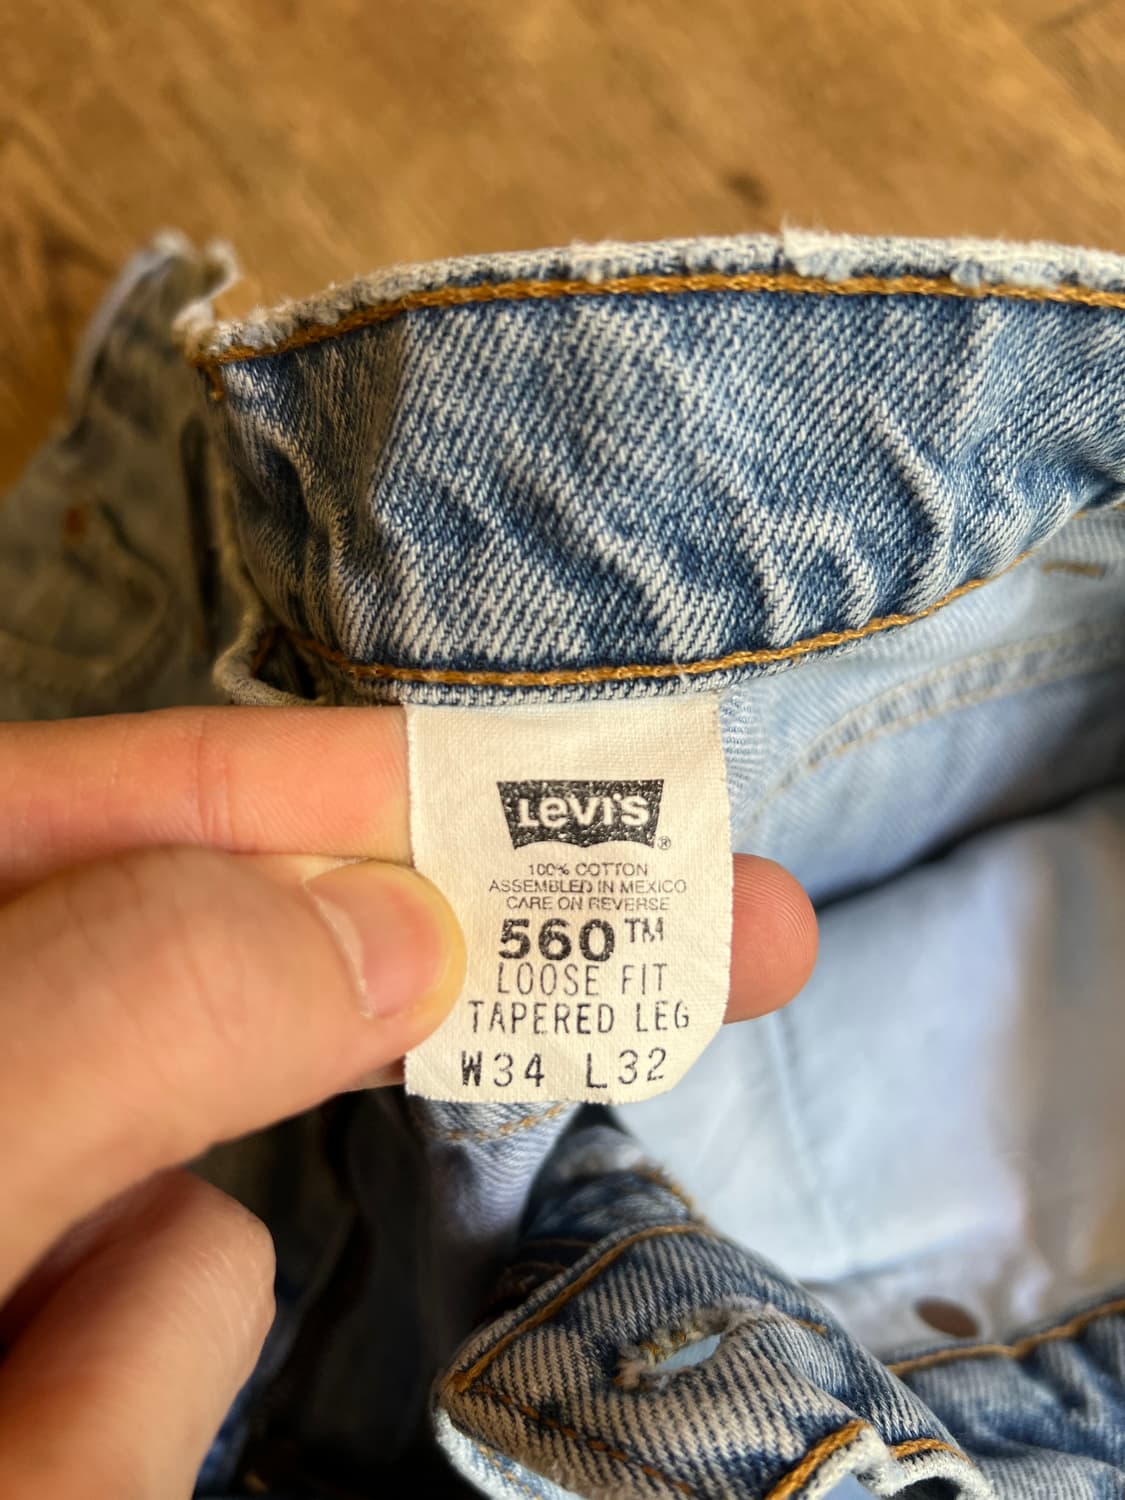 LEVI'S ®
100% COTTON
ASSEMBLED IN MEXICO
CARE ON REVERSE
560™
LOOSE FIT
TAPERED LEG
W34 L32